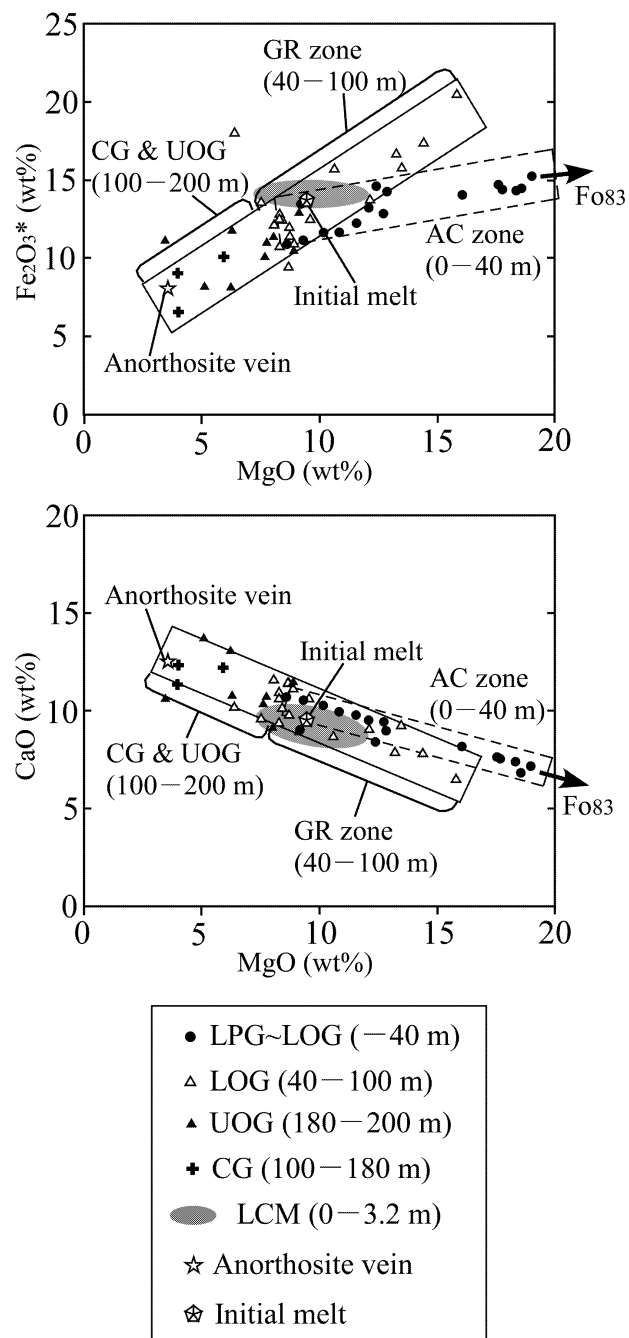 25
20
15
10
5
0
Fe₂O₃* (wt%)
GR zone
(40－100 m)
CG & UOG
(100－200 m)
Fo83
AC zone
(0－40 m)
Initial melt
Anorthosite vein
0 5 10 15 20
MgO (wt%)
20
15
10
5
0
CaO (wt%)
Anorthosite vein
Initial melt
AC zone
(0－40 m)
CG & UOG
(100－200 m)
Fo83
GR zone
(40－100 m)
0 5 10 15 20
MgO (wt%)
LPG~LOG (－40 m)
LOG (40－100 m)
UOG (180－200 m)
CG (100－180 m)
LCM (0－3.2 m)
Anorthosite vein
Initial melt